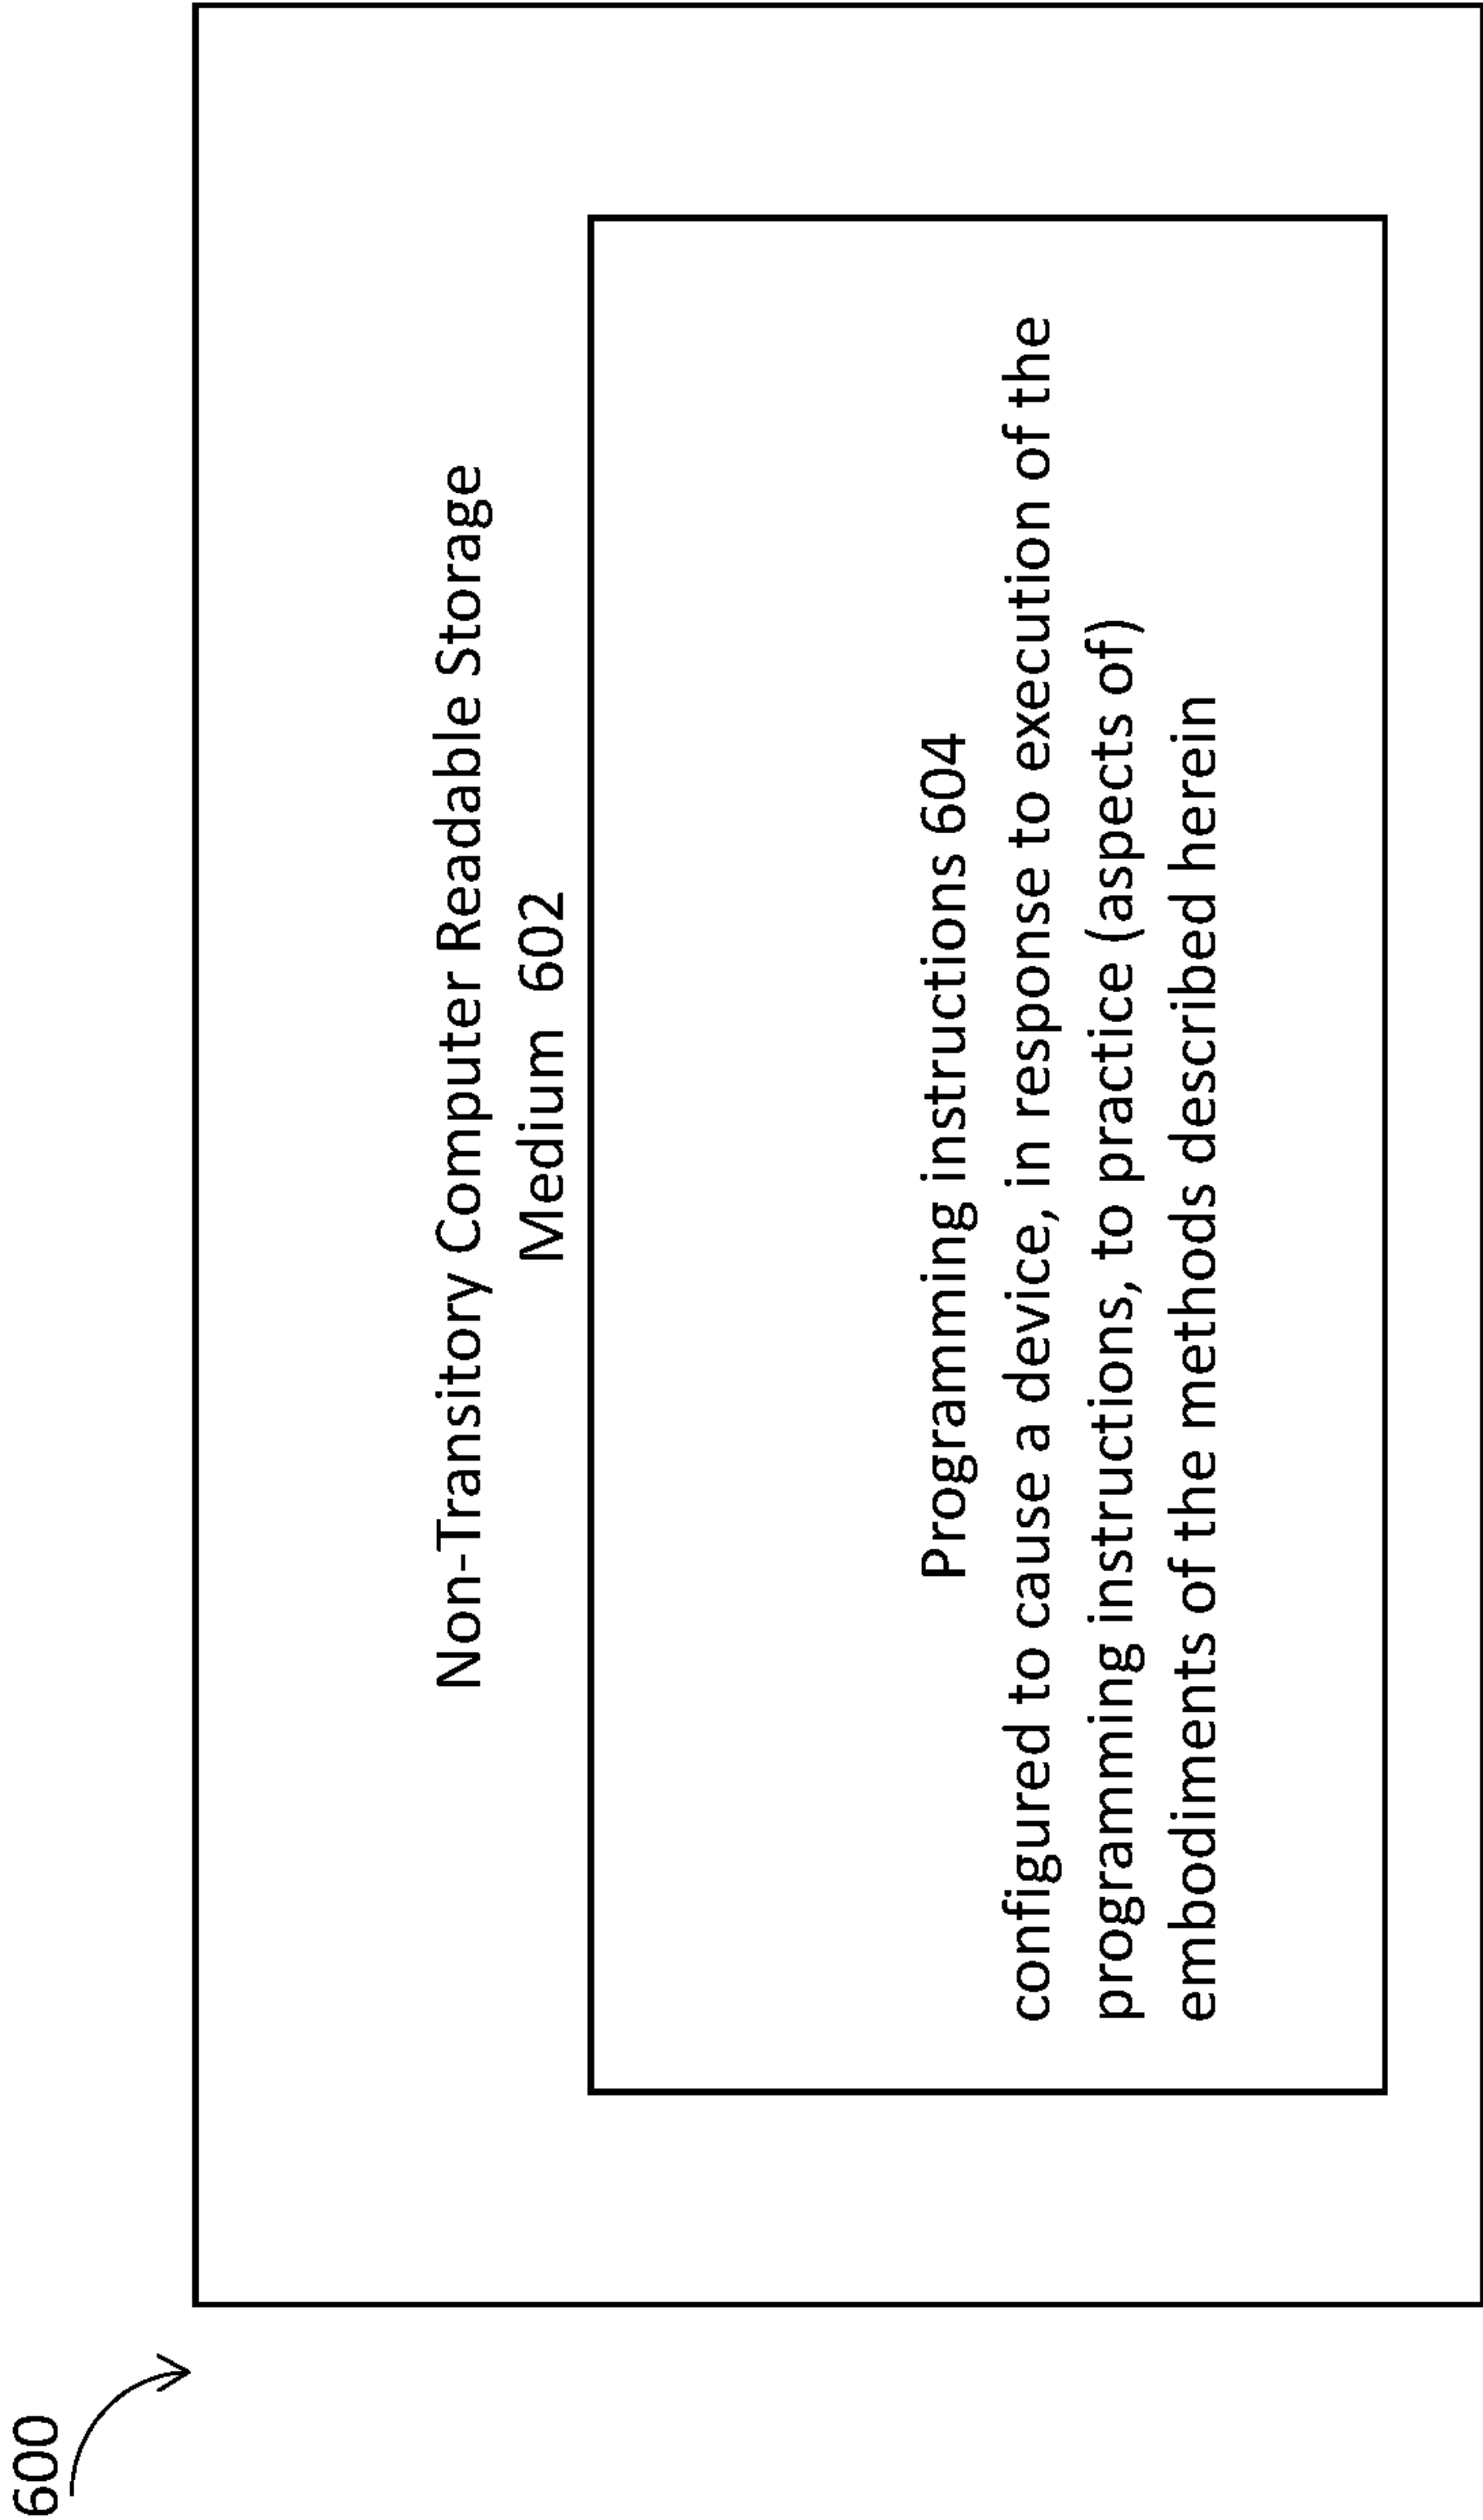 600
Non-Transitory Computer Readable Storage
Medium 602
Programming instructions 604
configured to cause a device, in response to execution of the
programming instructions, to practice (aspects of)
embodiments of the methods described herein